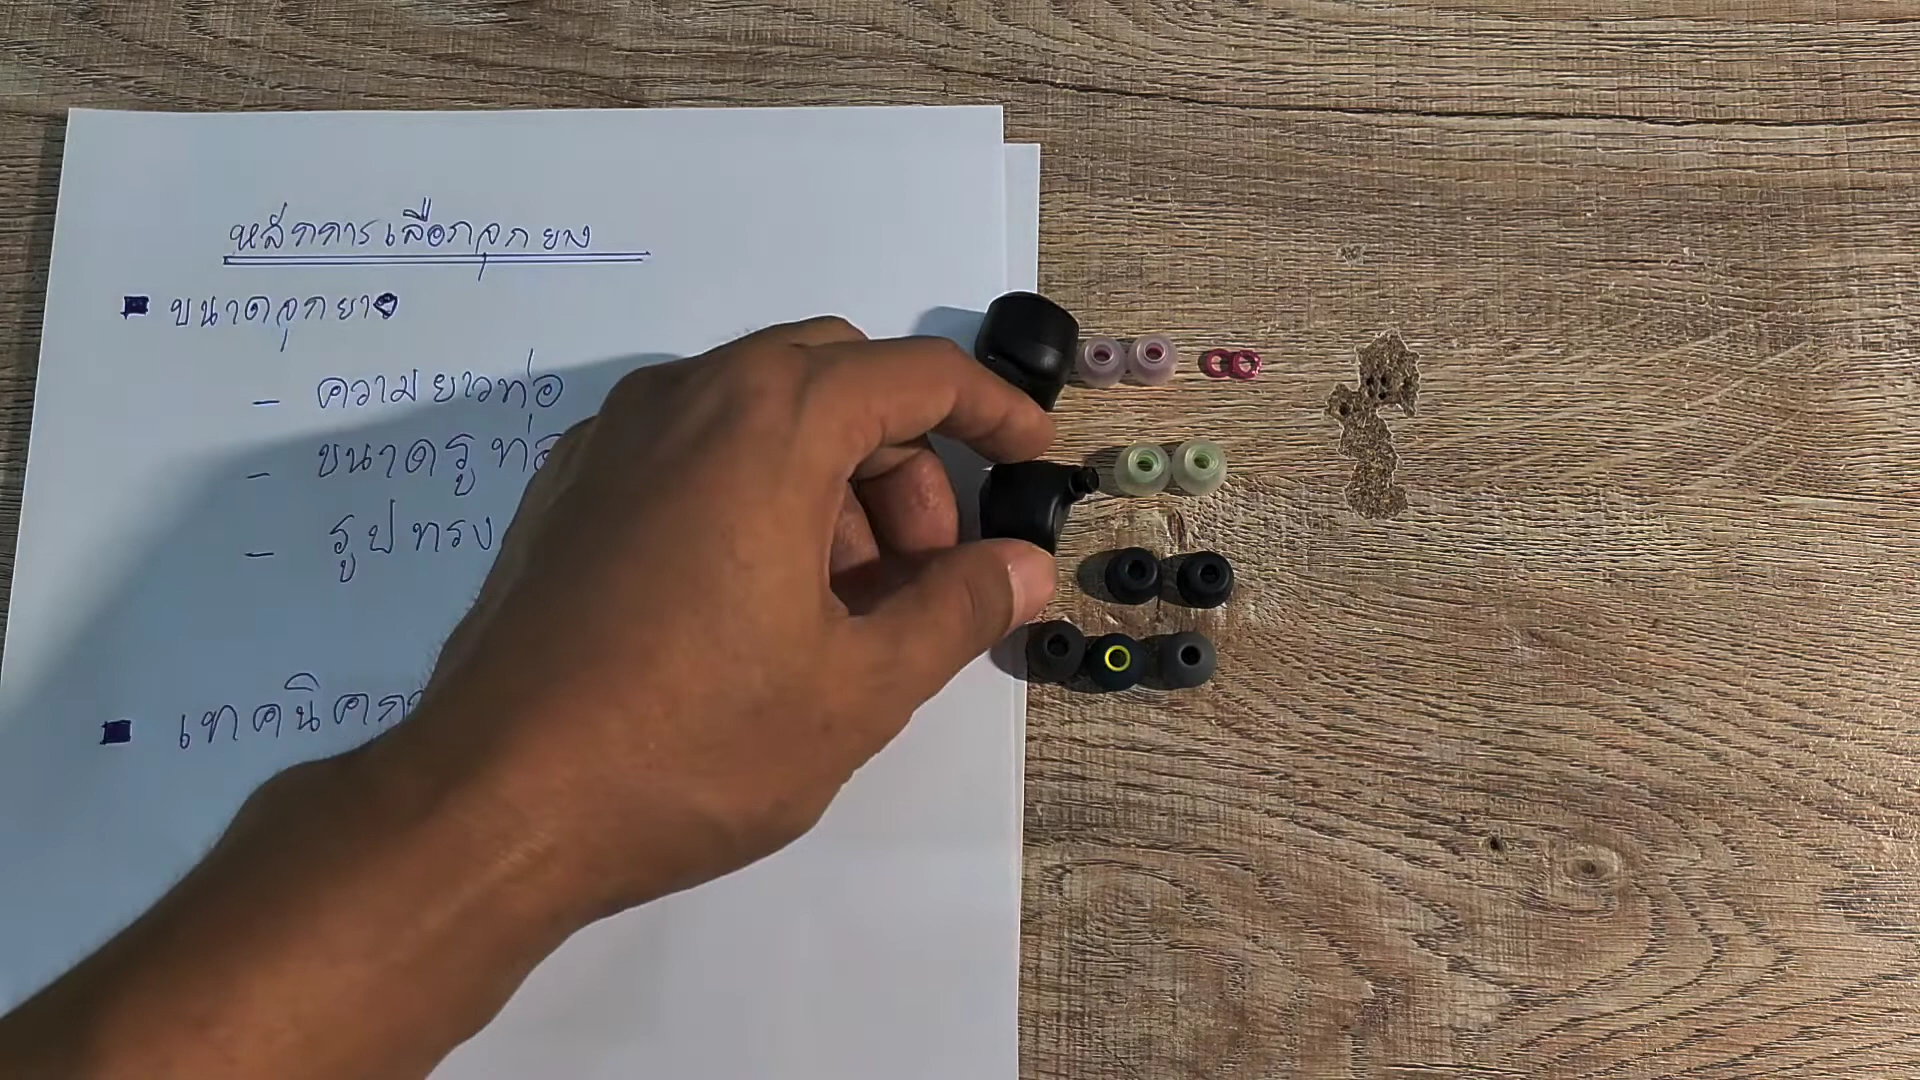 หลักการเลือกจุกยาง
ขนาดจุกยาง
- ความยาวท่อ
- ขนาดรูท่อ
- รูปทรง
เทคนิค